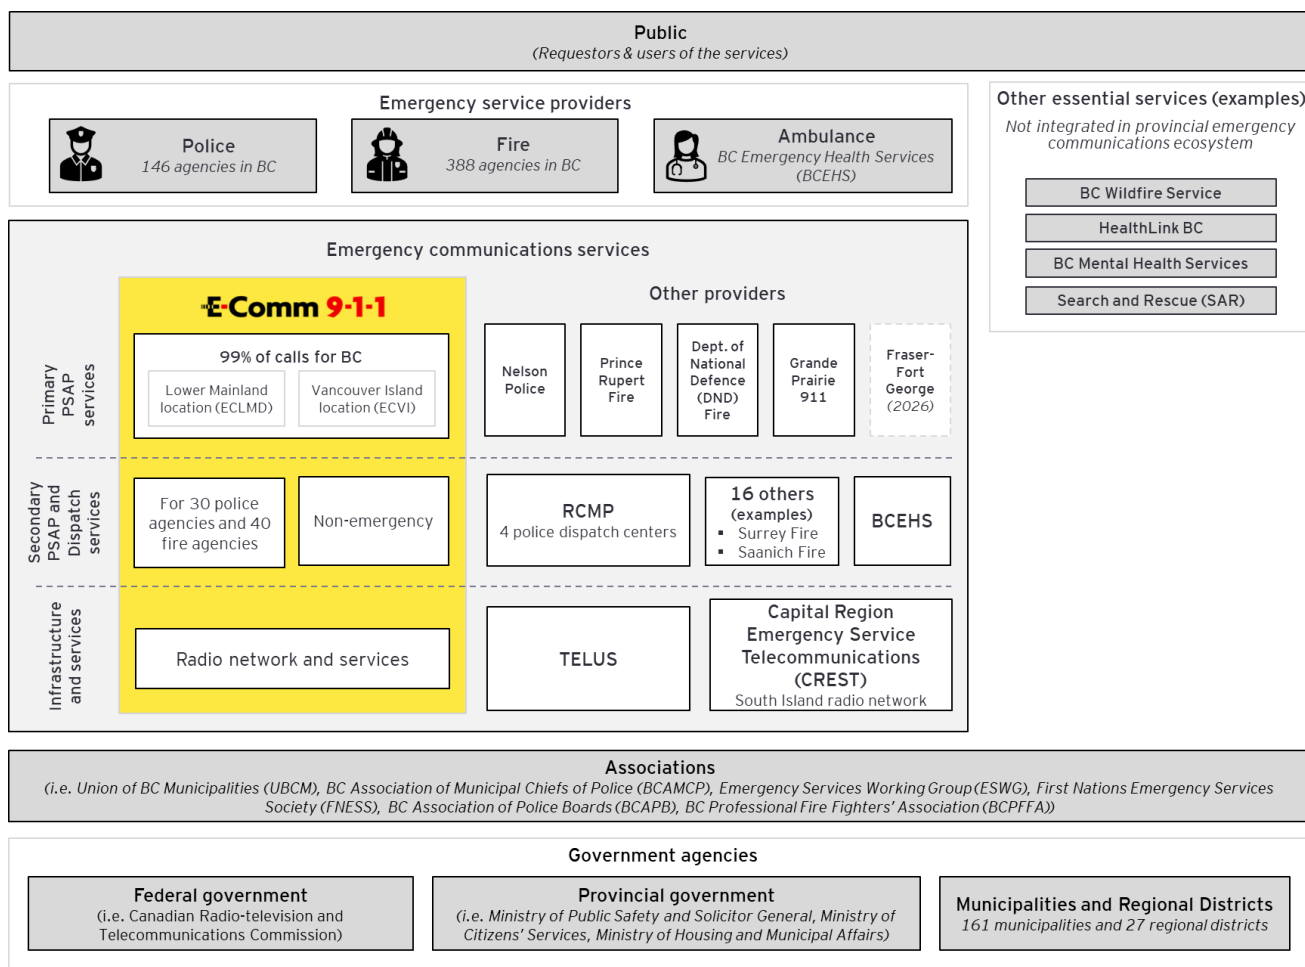 Public
(Requestors & users of the services)
Emergency service providers
Police
146 agencies in BC
Fire
388 agencies in BC
Ambulance
BC Emergency Health Services
(BCEHS)
Other essential services (examples)
Not integrated in provincial emergency
communications ecosystem
BC Wildfire Service
HealthLink BC
BC Mental Health Services
Search and Rescue (SAR)
Emergency communications services
E-Comm 9-1-1
Other providers
Primary
PSAP
services
99% of calls for BC
Lower Mainland
location (ECLMD)
Vancouver Island
location (ECVI)
Nelson
Police
Prince
Rupert
Fire
Dept. of
National
Defence
(DND)
Fire
Grande
Prairie
911
Fraser-
Fort
George
(2026)
Secondary
PSAP and
Dispatch
services
For 30 police
agencies and 40
fire agencies
Non-emergency
RCMP
4 police dispatch centers
16 others
(examples)
▪ Surrey Fire
▪ Saanich Fire
BCEHS
Infrastructure
and services
Radio network and services
TELUS
Capital Region
Emergency Service
Telecommunications
(CREST)
South Island radio network
Associations
(i.e. Union of BC Municipalities (UBCM), BC Association of Municipal Chiefs of Police (BCAMCP), Emergency Services Working Group (ESWG), First Nations Emergency Services
Society (FNESS), BC Association of Police Boards (BCAPB), BC Professional Fire Fighters' Association (BCPFFA))
Government agencies
Federal government
(i.e. Canadian Radio-television and
Telecommunications Commission)
Provincial government
(i.e. Ministry of Public Safety and Solicitor General, Ministry of
Citizens' Services, Ministry of Housing and Municipal Affairs)
Municipalities and Regional Districts
161 municipalities and 27 regional districts